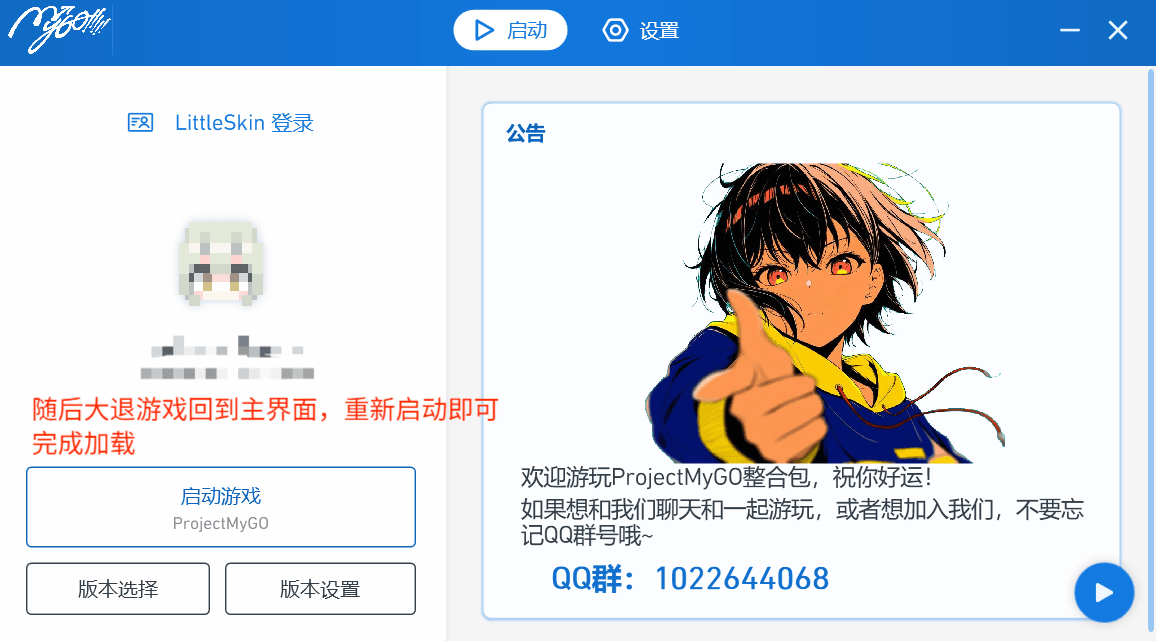 MyGO!!!!!
启动
设置
LittleSkin 登录
随后大退游戏回到主界面，重新启动即可
完成加载
启动游戏
ProjectMyGO
版本选择
版本设置
公告
欢迎游玩ProjectMyGO整合包，祝你好运！
如果想和我们聊天和一起游玩，或者想加入我们，不要忘
记QQ群号哦~
QQ群：1022644068